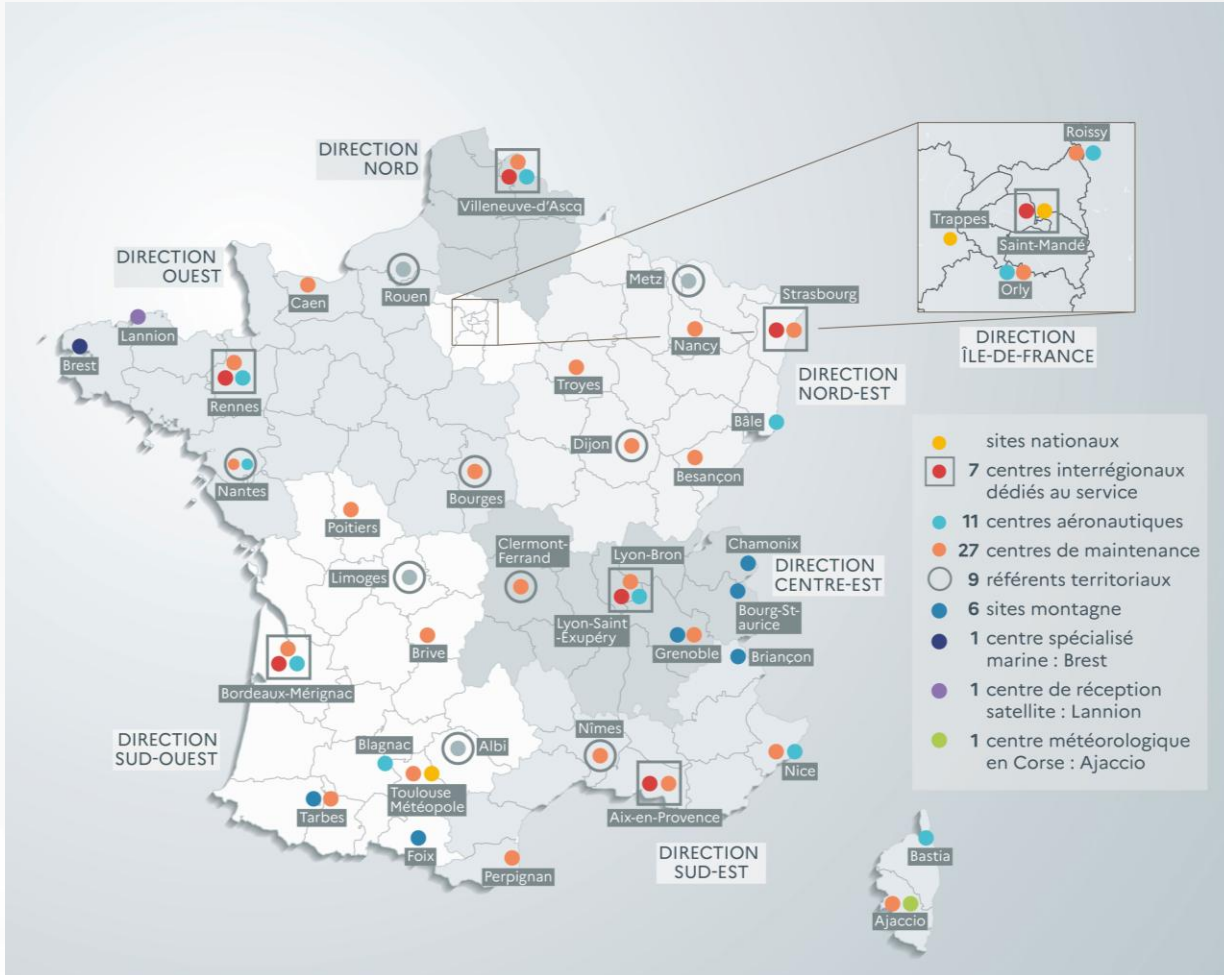 DIRECTION
NORD
Villeneuve-d'Ascq
Roissy
Trappes
Saint-Mandé
Orly
DIRECTION
ÎLE-DE-FRANCE
DIRECTION
OUEST
Caen
Rouen
Metz
Strasbourg
Lannion
Brest
Nancy
Rennes
Troyes
DIRECTION
NORD-EST
Bâle
Dijon
Nantes
Bourges
Besançon
Poitiers
Clermont-
Ferrand
Lyon-Bron
Chamonix
DIRECTION
CENTRE-EST
Limoges
Lyon-Saint
-Éxupéry
Bourg-St-
aurice
Brive
Grenoble
Briançon
Bordeaux-Mérignac
DIRECTION
SUD-OUEST
Blagnac
Albi
Nîmes
Toulouse
Météopole
Nice
Tarbes
Aix-en-Provence
Foix
Perpignan
DIRECTION
SUD-EST
Bastia
Ajaccio
sites nationaux
7 centres interrégionaux
dédiés au service
11 centres aéronautiques
27 centres de maintenance
9 référents territoriaux
6 sites montagne
1 centre spécialisé
marine : Brest
1 centre de réception
satellite : Lannion
1 centre météorologique
en Corse : Ajaccio